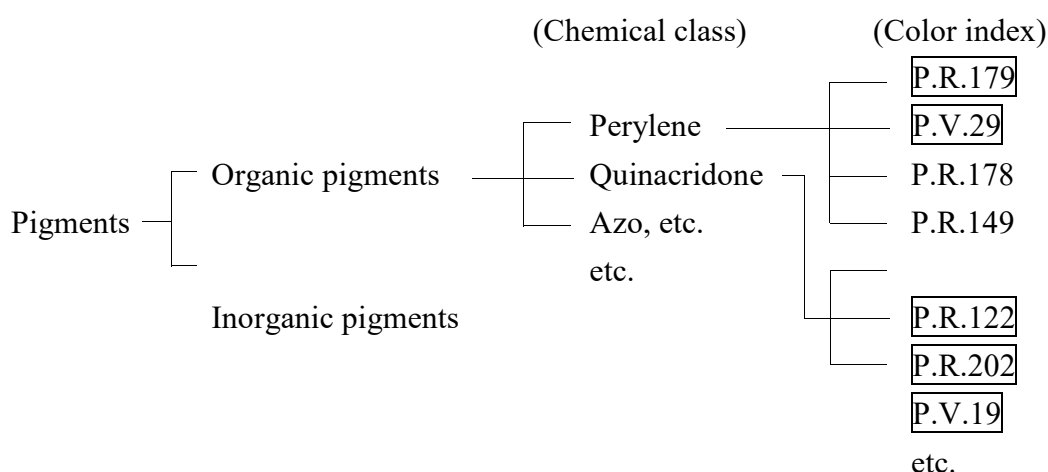 (Chemical class) (Color index)
P.R.179
Perylene P.V.29
Organic pigments Quinacridone P.R.178
Pigments Azo, etc. P.R.149
etc.
Inorganic pigments P.R.122
P.R.202
P.V.19
etc.